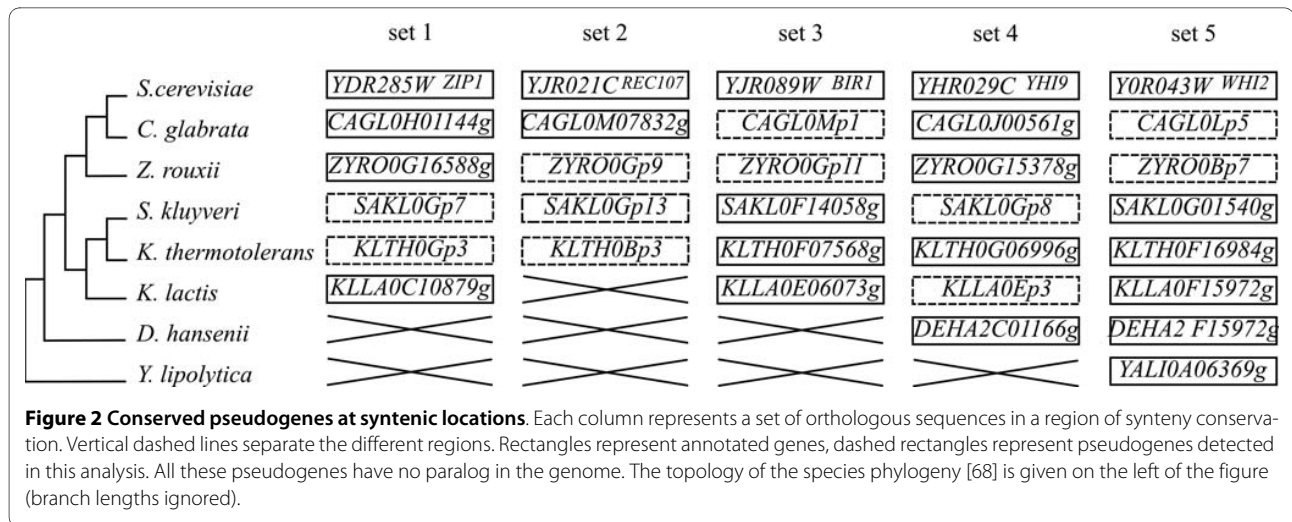 set 1 set 2 set 3 set 4 set 5
S.cerevisiae YDR285W ZIP1 YJR021C REC107 YJR089W BIR1 YHR029C YHI9 Y0R043W WHI2
C. glabrata CAGL0H01144g CAGL0M07832g CAGL0Mp1 CAGL0J00561g CAGL0Lp5
Z. rouxii ZYRO0G16588g ZYRO0Gp9 ZYRO0Gp11 ZYRO0G15378g ZYRO0Bp7
S. kluyveri SAKL0Gp7 SAKL0Gp13 SAKL0F14058g SAKL0Gp8 SAKL0G01540g
K. thermotolerans KLTH0Gp3 KLTH0Bp3 KLTH0F07568g KLTH0G06996g KLTH0F16984g
K. lactis KLLA0C10879g KLLA0E06073g KLLA0Ep3 KLLA0F15972g
D. hansenii DEHA2C01166g DEHA2 F15972g
Y. lipolytica YALI0A06369g
Figure 2 Conserved pseudogenes at syntenic locations. Each column represents a set of orthologous sequences in a region of synteny conserva-
tion. Vertical dashed lines separate the different regions. Rectangles represent annotated genes, dashed rectangles represent pseudogenes detected
in this analysis. All these pseudogenes have no paralog in the genome. The topology of the species phylogeny [68] is given on the left of the figure
(branch lengths ignored).